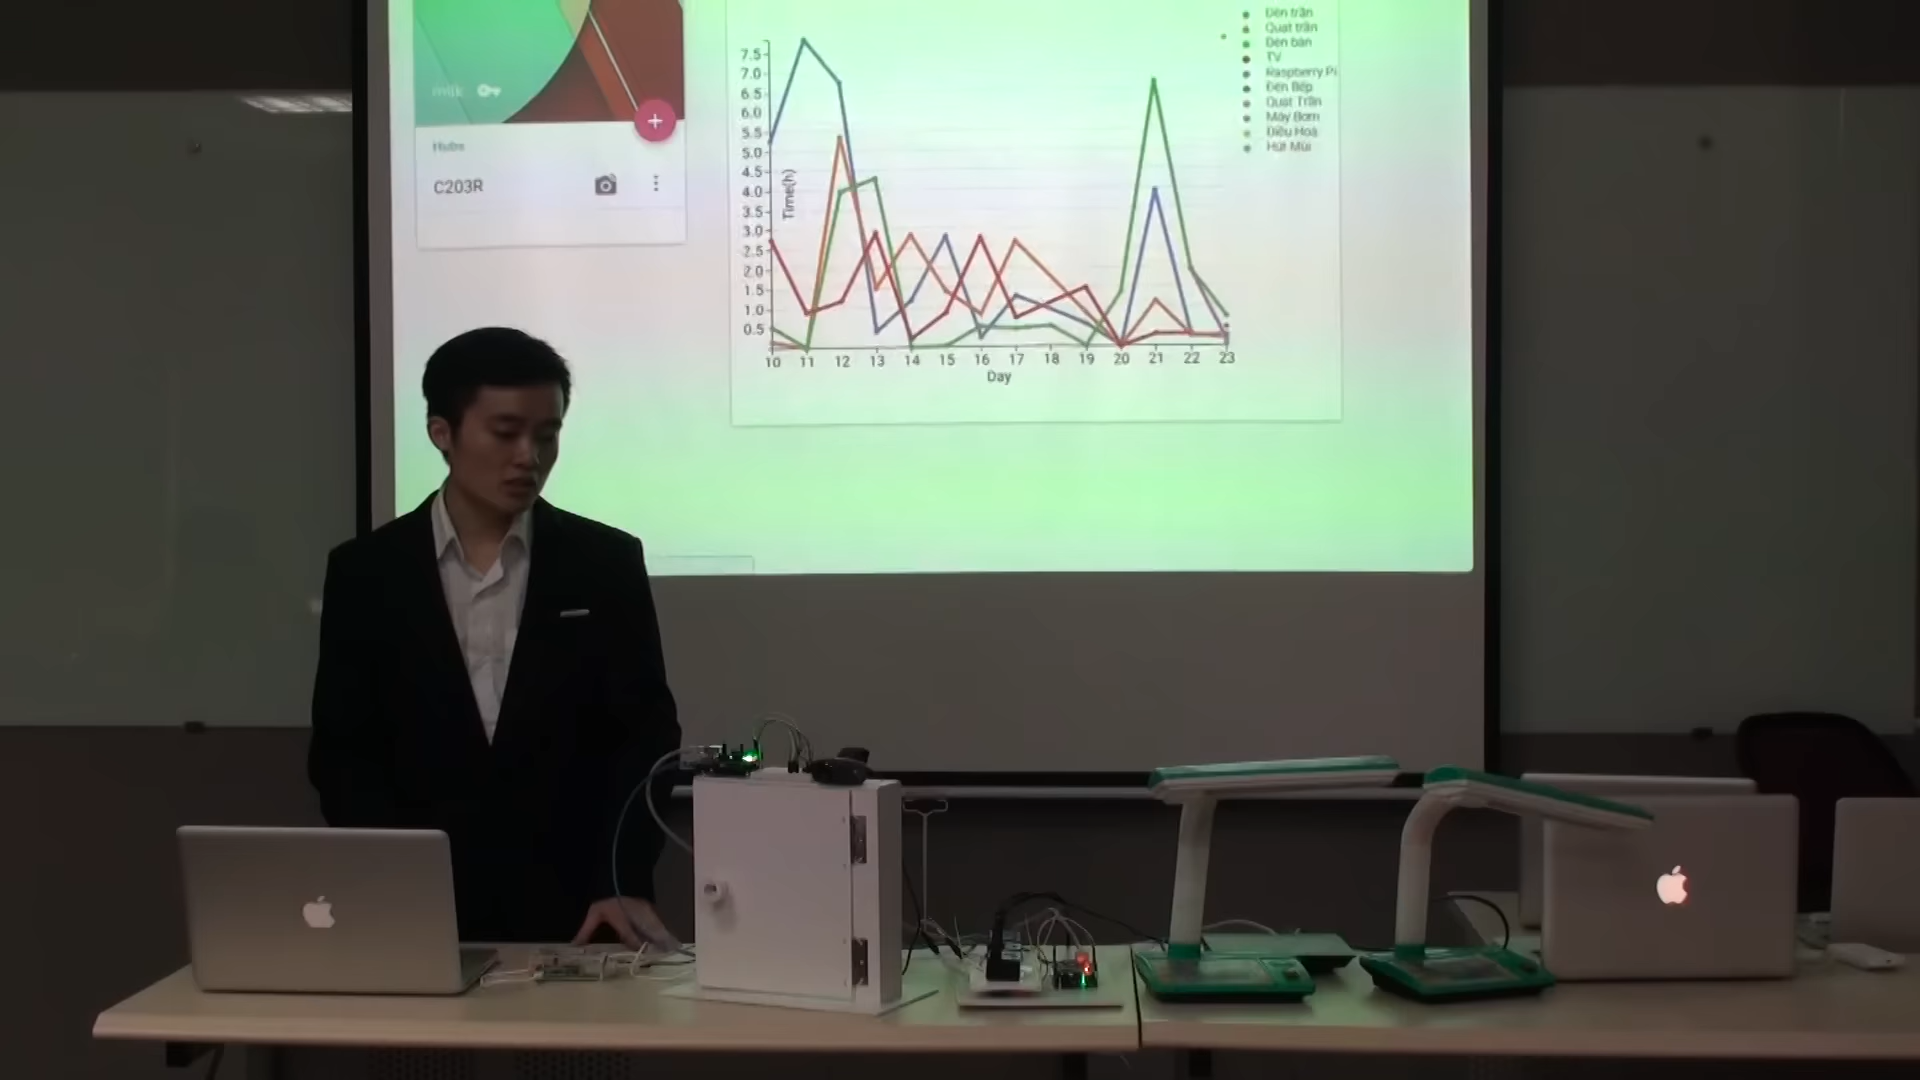 milk
Hubs
C203R
7.5
7.0
6.5
6.0
5.5
5.0
4.5
4.0
3.5
3.0
2.5
2.0
1.5
1.0
0.5
Time(h)
10 11 12 13 14 15 16 17 18 19 20 21 22 23
Day
Đèn trần
Quạt trần
Đèn bàn
TV
Raspberry Pi
Đèn Bếp
Quạt Trần
Máy Bơm
Điều Hoà
Hút Mùi